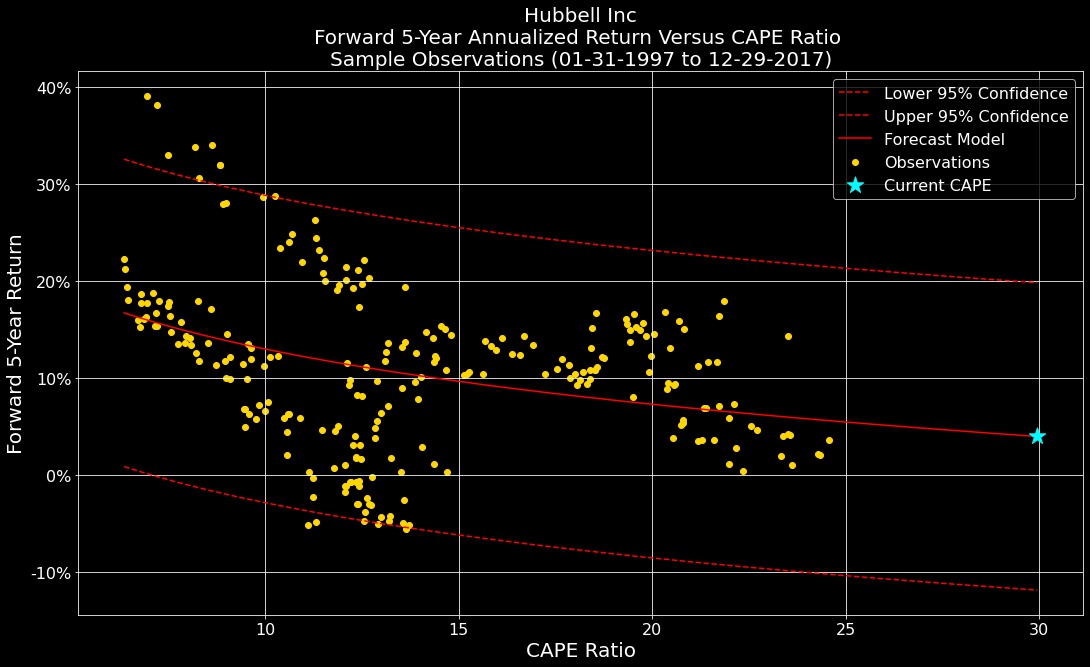 Hubbell Inc
Forward 5-Year Annualized Return Versus CAPE Ratio
Sample Observations (01-31-1997 to 12-29-2017)
Lower 95% Confidence
Upper 95% Confidence
Forecast Model
Observations
Current CAPE
Forward 5-Year Return
40%
30%
20%
10%
0%
-10%
10
15
20
25
30
CAPE Ratio